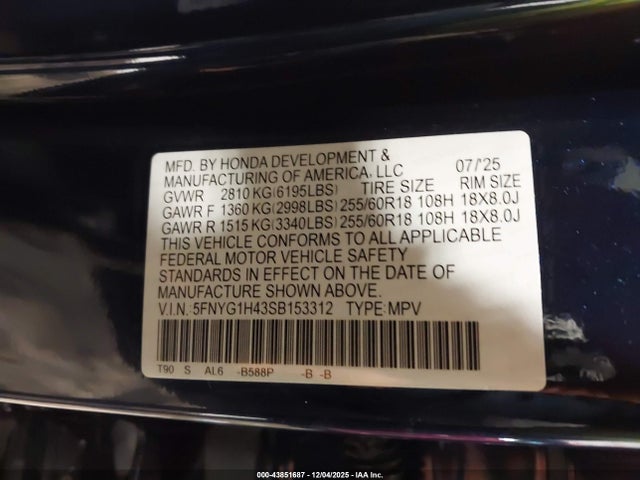 MFD. BY HONDA DEVELOPMENT &
MANUFACTURING OF AMERICA, LLC 07/'25
GVWR 2810 KG(6195LBS) TIRE SIZE RIM SIZE
GAWR F 1360 KG(2998LBS) 255/60R18 108H 18X8.0J
GAWR R 1515 KG(3340LBS) 255/60R18 108H 18X8.0J
THIS VEHICLE CONFORMS TO ALL APPLICABLE
FEDERAL MOTOR VEHICLE SAFETY
STANDARDS IN EFFECT ON THE DATE OF
MANUFACTURE SHOWN ABOVE.
V.I.N: 5FNYG1H43SB153312 TYPE: MPV
T90 S AL6 -B588P -B -B
000-43851687 - 12/04/2025 - IAA Inc.